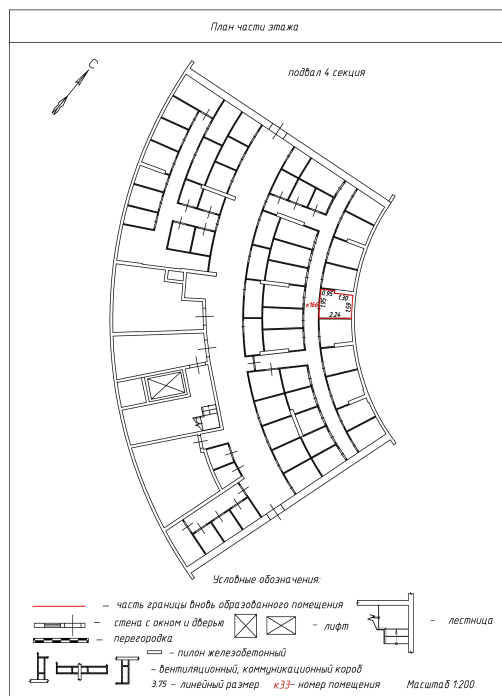 План части этажа
С
подвал 4 секция
0.95
1.30
к166
1.95
1.59
2.24
Условные обозначения:
– часть границы вновь образованного помещения
– стена с окном и дверью
– лифт
– лестница
– перегородка
– пилон железобетонный
– вентиляционный, коммуникационный короб
3.75 – линейный размер к33– номер помещения Масштаб 1:200